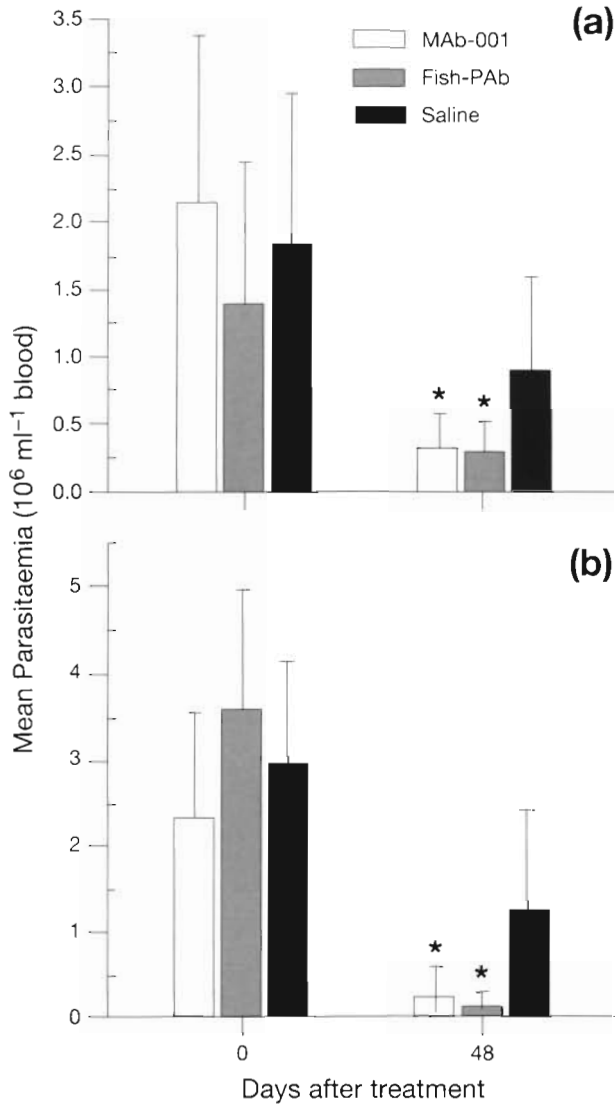 (a)
MAb-001
Fish-PAb
Saline
3.5
3.0
2.5
2.0
1.5
1.0
0.5
0.0
* *
Mean Parasitaemia (10⁶ ml⁻¹ blood)
(b)
5
4
3
2
1
0
* *
0 48
Days after treatment